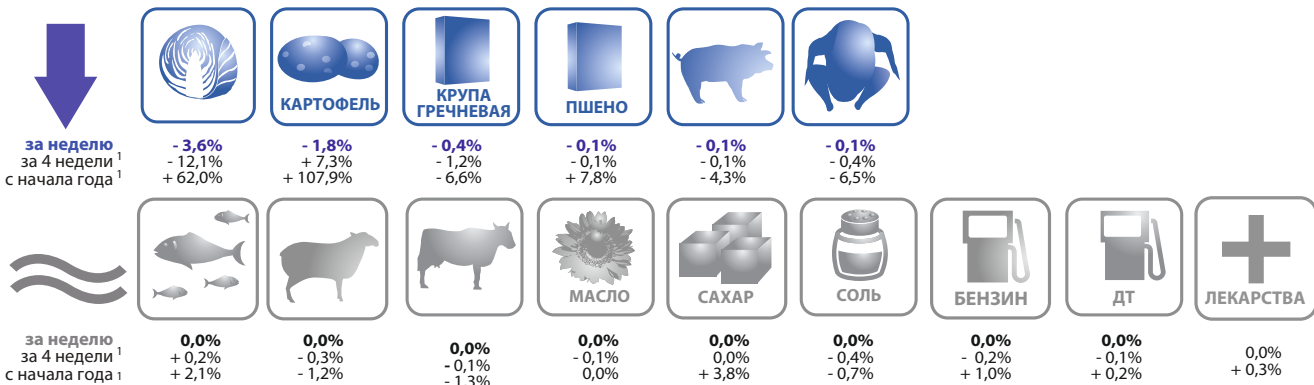 КАРТОФЕЛЬ КРУПА ГРЕЧНЕВАЯ ПШЕНО
за неделю - 3,6% - 1,8% - 0,4% - 0,1% - 0,1% - 0,1%
за 4 недели 1 - 12,1% + 7,3% - 1,2% - 0,1% - 0,1% - 0,4%
с начала года 1 + 62,0% + 107,9% - 6,6% + 7,8% - 4,3% - 6,5%
МАСЛО САХАР СОЛЬ БЕНЗИН ДТ ЛЕКАРСТВА
за неделю 0,0% 0,0% 0,0% 0,0% 0,0% 0,0% 0,0% 0,0%
за 4 недели 1 + 0,2% - 0,3% - 0,1% - 0,1% 0,0% - 0,4% - 0,2% - 0,1% 0,0%
с начала года 1 + 2,1% - 1,2% - 1,3% 0,0% + 3,8% - 0,7% + 1,0% + 0,2% + 0,3%